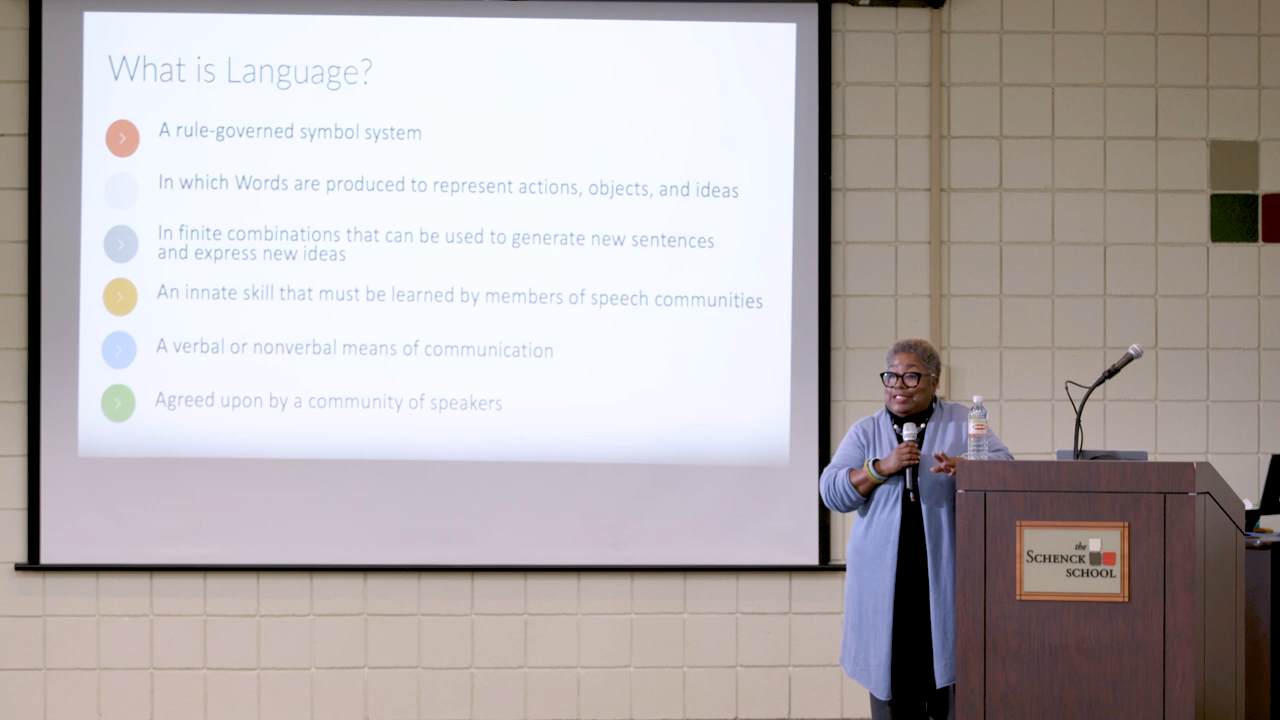 What is Language?
A rule-governed symbol system
In which Words are produced to represent actions, objects, and ideas
In finite combinations that can be used to generate new sentences
and express new ideas
An innate skill that must be learned by members of speech communities
A verbal or nonverbal means of communication
Agreed upon by a community of speakers
the
SCHENCK
SCHOOL